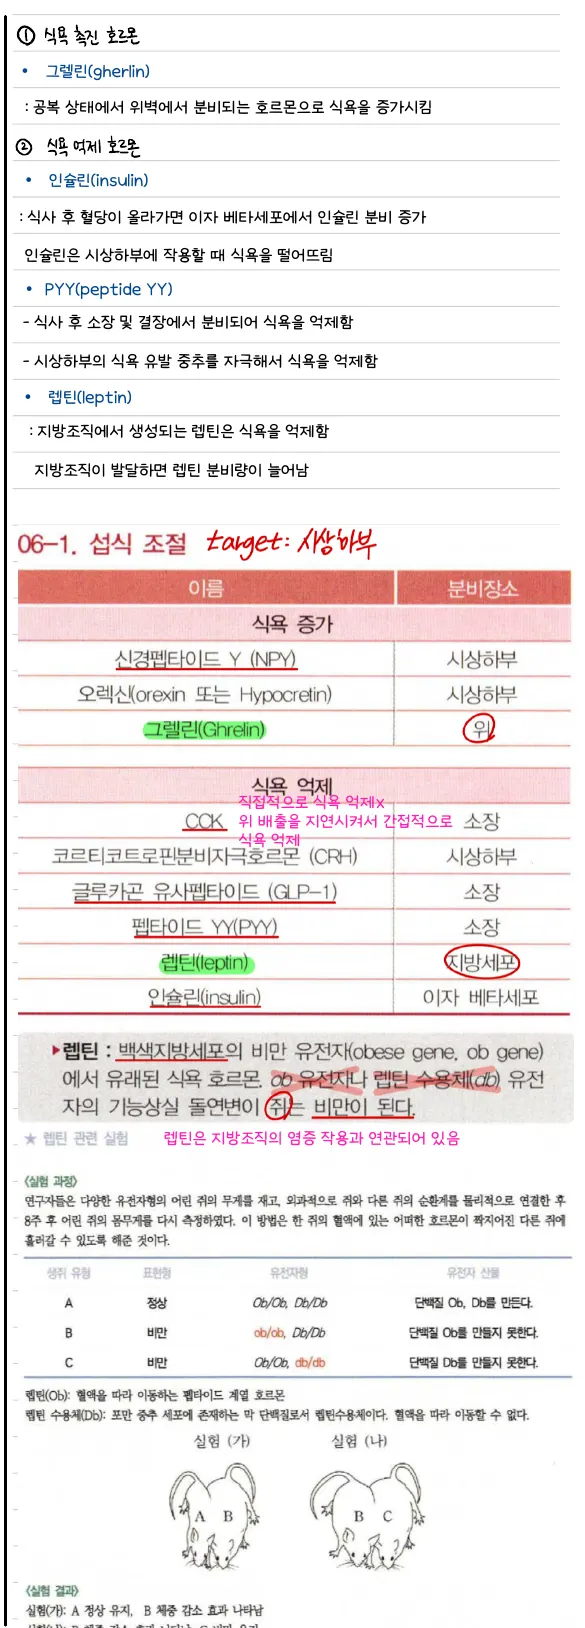 ① 식욕 촉진 호르몬
• 그렐린(gherlin)
: 공복 상태에서 위벽에서 분비되는 호르몬으로 식욕을 증가시킴
② 식욕 억제 호르몬
• 인슐린(insulin)
: 식사 후 혈당이 올라가면 이자 베타세포에서 인슐린 분비 증가
인슐린은 시상하부에 작용할 때 식욕을 떨어뜨림
• PYY(peptide YY)
- 식사 후 소장 및 결장에서 분비되어 식욕을 억제함
- 시상하부의 식욕 유발 중추를 자극해서 식욕을 억제함
• 렙틴(leptin)
: 지방조직에서 생성되는 렙틴은 식욕을 억제함
지방조직이 발달하면 렙틴 분비량이 늘어남
06-1. 섭식 조절 target: 시상하부
이름 분비장소
식욕 증가
신경펩타이드 Y (NPY) 시상하부
오렉신(orexin 또는 Hypocretin) 시상하부
그렐린(Ghrelin) 위
식욕 억제
직접적으로 식욕 억제x
CCK 위 배출을 지연시켜서 간접적으로 소장
식욕 억제
코르티코트로핀분비자극호르몬 (CRH) 시상하부
글루카곤 유사펩타이드 (GLP-1) 소장
펩타이드 YY(PYY) 소장
렙틴(leptin) 지방세포
인슐린(insulin) 이자 베타세포
▶렙틴 : 백색지방세포의 비만 유전자(obese gene, ob gene)
에서 유래된 식욕 호르몬. ob 유전자나 렙틴 수용체(db) 유전
자의 기능상실 돌연변이 쥐는 비만이 된다.
★ 렙틴 관련 실험 렙틴은 지방조직의 염증 작용과 연관되어 있음
〈실험 과정〉
연구자들은 다양한 유전자형의 어린 쥐의 무게를 재고, 외과적으로 쥐와 다른 쥐의 순환계를 물리적으로 연결한 후
8주 후 어린 쥐의 몸무게를 다시 측정하였다. 이 방법은 한 쥐의 혈액에 있는 어떠한 호르몬이 짝지어진 다른 쥐에
흘러갈 수 있도록 해준 것이다.
생쥐 유형 표현형 유전자형 유전자 산물
A 정상 Ob/Ob, Db/Db 단백질 Ob, Db를 만든다.
B 비만 ob/ob, Db/Db 단백질 Ob를 만들지 못한다.
C 비만 Ob/Ob, db/db 단백질 Db를 만들지 못한다.
렙틴(Ob): 혈액을 따라 이동하는 펩타이드 계열 호르몬
렙틴 수용체(Db): 포만 중추 세포에 존재하는 막 단백질로서 렙틴수용체이다. 혈액을 따라 이동할 수 없다.
실험 (가) 실험 (나)
A B B C
〈실험 결과〉
실험(가): A 정상 유지, B 체중 감소 효과 나타남